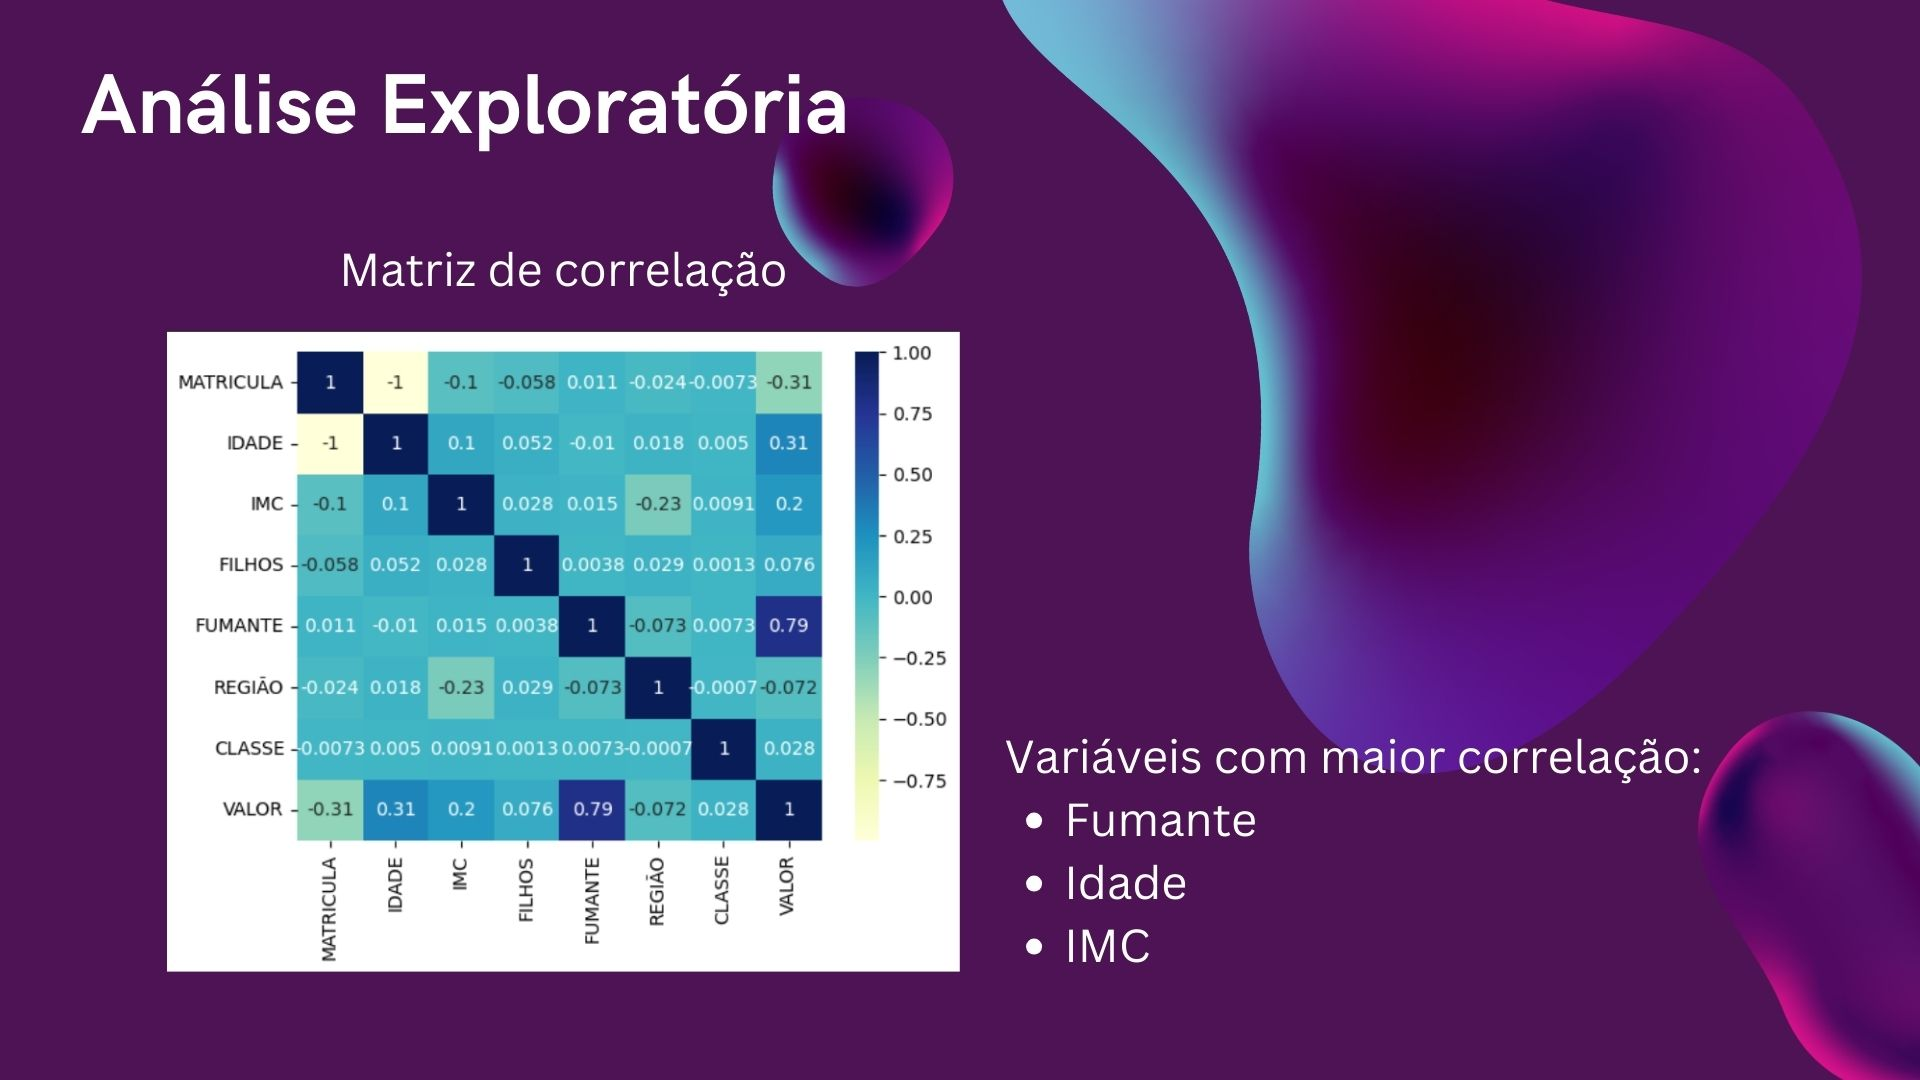 Análise Exploratória
Matriz de correlação
MATRICULA 1 -1 -0.1 -0.058 0.011 -0.024 -0.0073 -0.31
IDADE -1 1 0.1 0.052 -0.01 0.018 0.005 0.31
IMC -0.1 0.1 1 0.028 0.015 -0.23 0.0091 0.2
FILHOS -0.058 0.052 0.028 1 0.0038 0.029 0.0013 0.076
FUMANTE 0.011 -0.01 0.015 0.0038 1 -0.073 0.0073 0.79
REGIÃO -0.024 0.018 -0.23 0.029 -0.073 1 -0.0007 -0.072
CLASSE -0.0073 0.005 0.0091 0.0013 0.0073 -0.0007 1 0.028
VALOR -0.31 0.31 0.2 0.076 0.79 -0.072 0.028 1
MATRICULA IDADE IMC FILHOS FUMANTE REGIÃO CLASSE VALOR
1.00
0.75
0.50
0.25
0.00
−0.25
−0.50
−0.75
Variáveis com maior correlação:
• Fumante
• Idade
• IMC